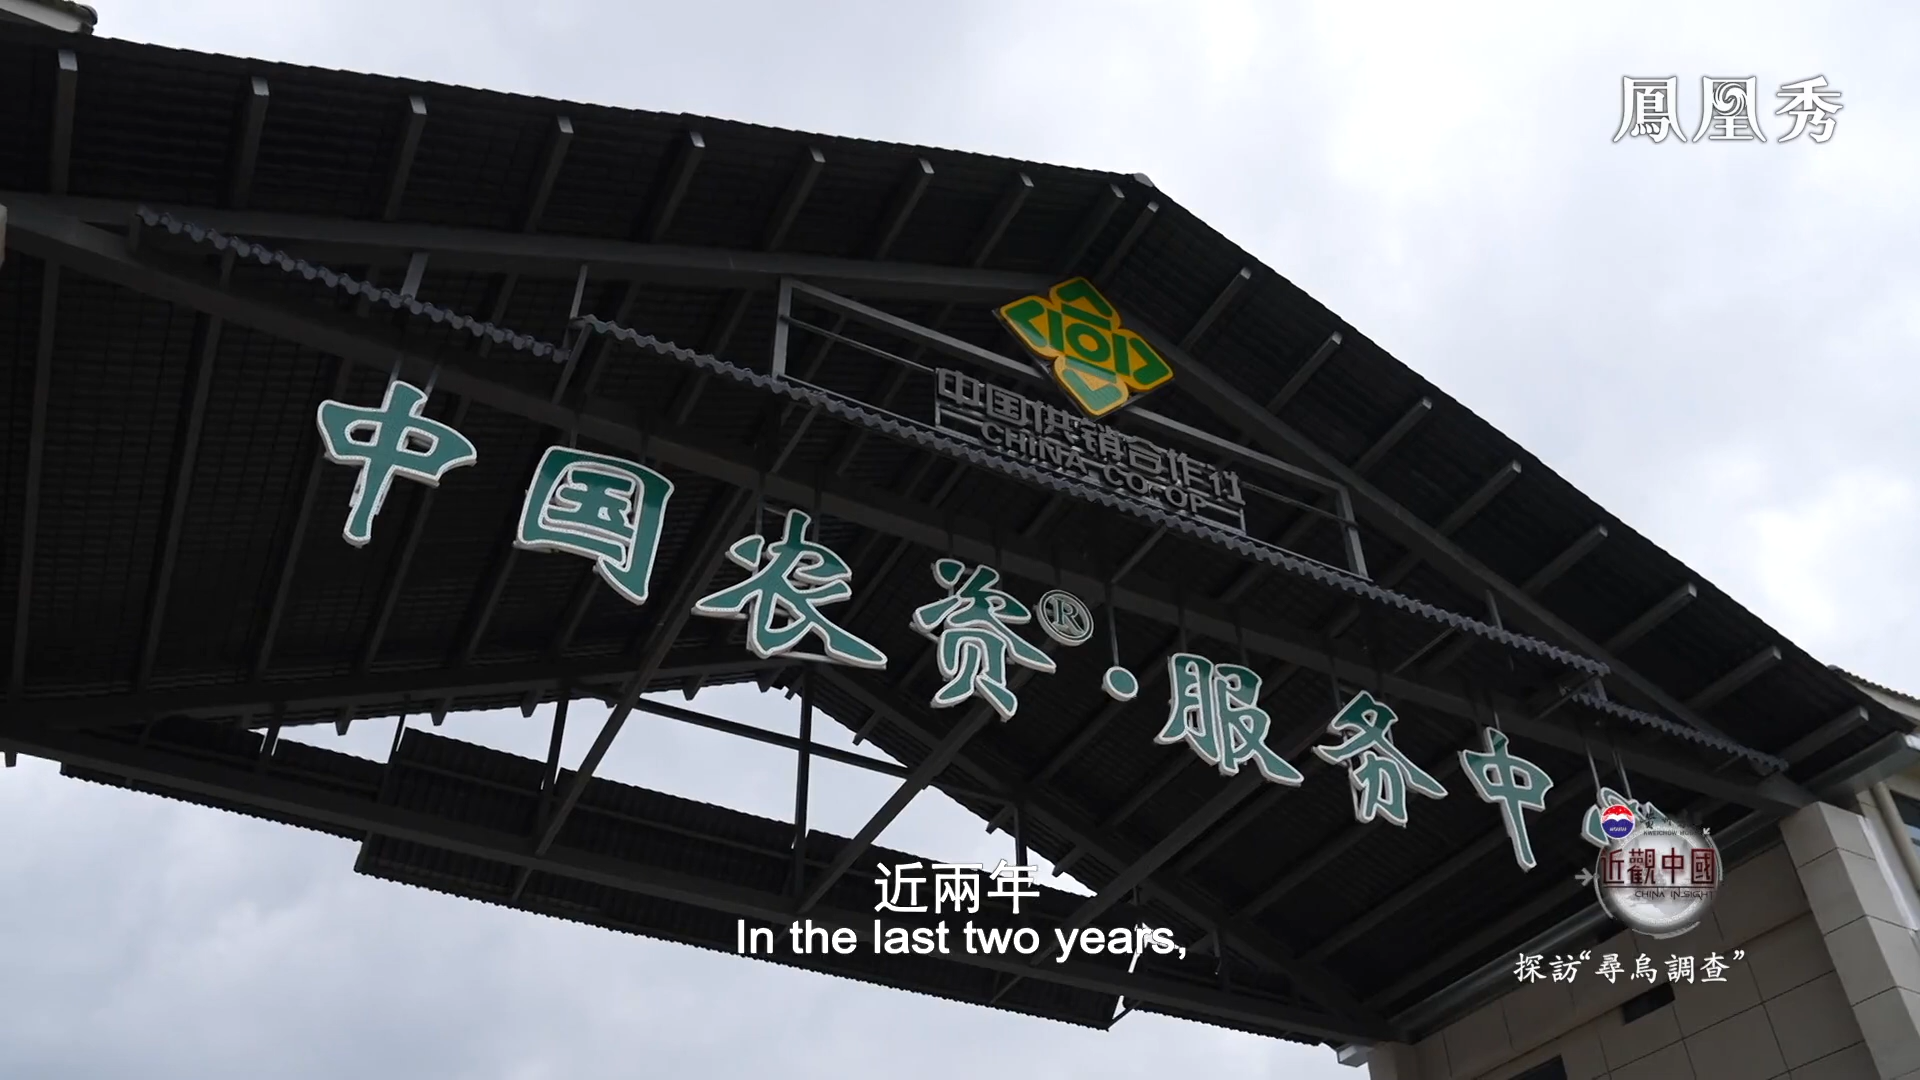 鳳凰秀
中国供销合作社
CHINA CO-OP
中国农资®·服务中
近觀中國
CHINA INSIGHT
近兩年
In the last two years,
探訪“尋烏調查”